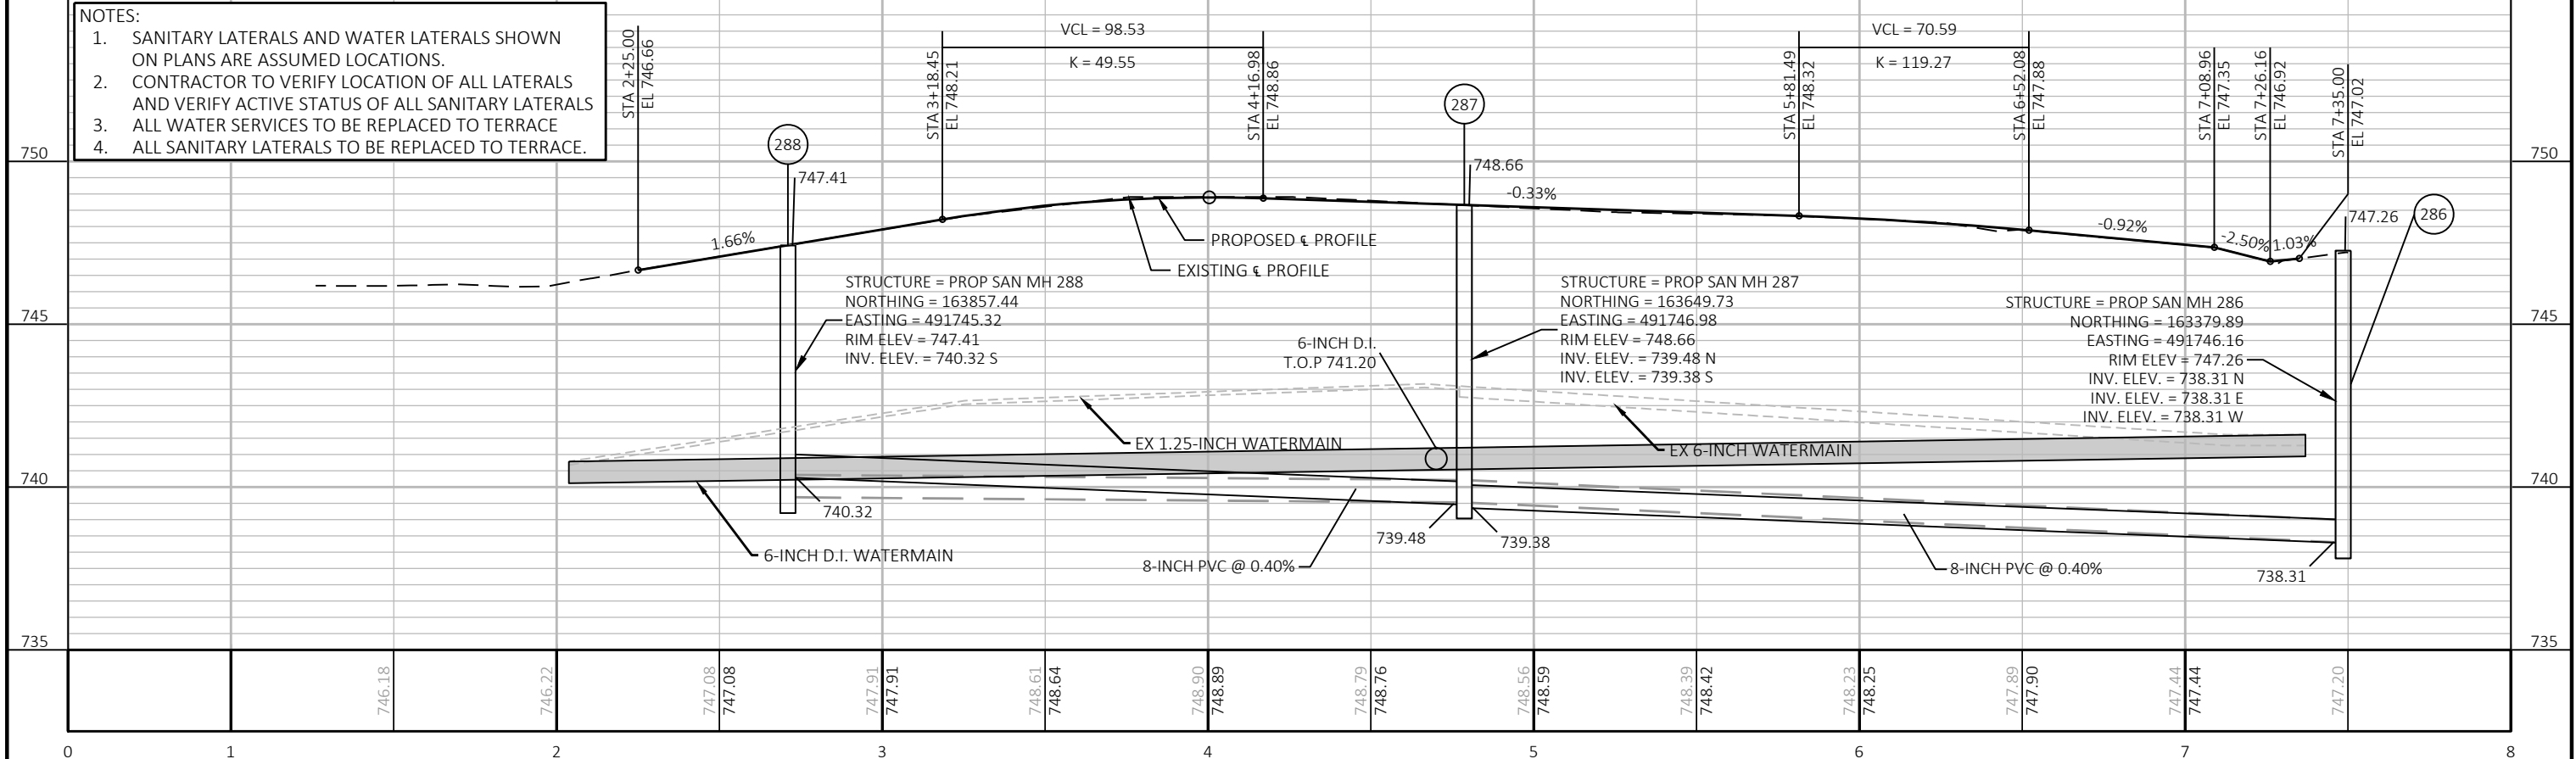 NOTES:
1. SANITARY LATERALS AND WATER LATERALS SHOWN
ON PLANS ARE ASSUMED LOCATIONS.
2. CONTRACTOR TO VERIFY LOCATION OF ALL LATERALS
AND VERIFY ACTIVE STATUS OF ALL SANITARY LATERALS
3. ALL WATER SERVICES TO BE REPLACED TO TERRACE
4. ALL SANITARY LATERALS TO BE REPLACED TO TERRACE.
STA 2+25.00
EL 746.66
288
747.41
STA 3+18.45
EL 748.21
VCL = 98.53
K = 49.55
STA 4+16.98
EL 748.86
287
748.66
-0.33%
STA 5+81.49
EL 748.32
VCL = 70.59
K = 119.27
STA 6+52.08
EL 747.88
STA 7+08.96
EL 747.35
STA 7+26.16
EL 746.92
STA 7+35.00
EL 747.02
750
750
1.66%
PROPOSED ℄ PROFILE
EXISTING ℄ PROFILE
-0.92%
-2.50%
1.03%
747.26
286
STRUCTURE = PROP SAN MH 288
NORTHING = 163857.44
EASTING = 491745.32
RIM ELEV = 747.41
INV. ELEV. = 740.32 S
6-INCH D.I.
T.O.P 741.20
STRUCTURE = PROP SAN MH 287
NORTHING = 163649.73
EASTING = 491746.98
RIM ELEV = 748.66
INV. ELEV. = 739.48 N
INV. ELEV. = 739.38 S
STRUCTURE = PROP SAN MH 286
NORTHING = 163379.89
EASTING = 491746.16
RIM ELEV = 747.26
INV. ELEV. = 738.31 N
INV. ELEV. = 738.31 E
INV. ELEV. = 738.31 W
745
745
EX 1.25-INCH WATERMAIN
EX 6-INCH WATERMAIN
740
740
740.32
6-INCH D.I. WATERMAIN
739.48
739.38
8-INCH PVC @ 0.40%
8-INCH PVC @ 0.40%
738.31
735
735
746.18
746.22
747.08
747.08
747.91
747.91
748.61
748.64
748.90
748.89
748.79
748.76
748.56
748.59
748.39
748.42
748.23
748.25
747.89
747.90
747.44
747.44
747.20
0 1 2 3 4 5 6 7 8